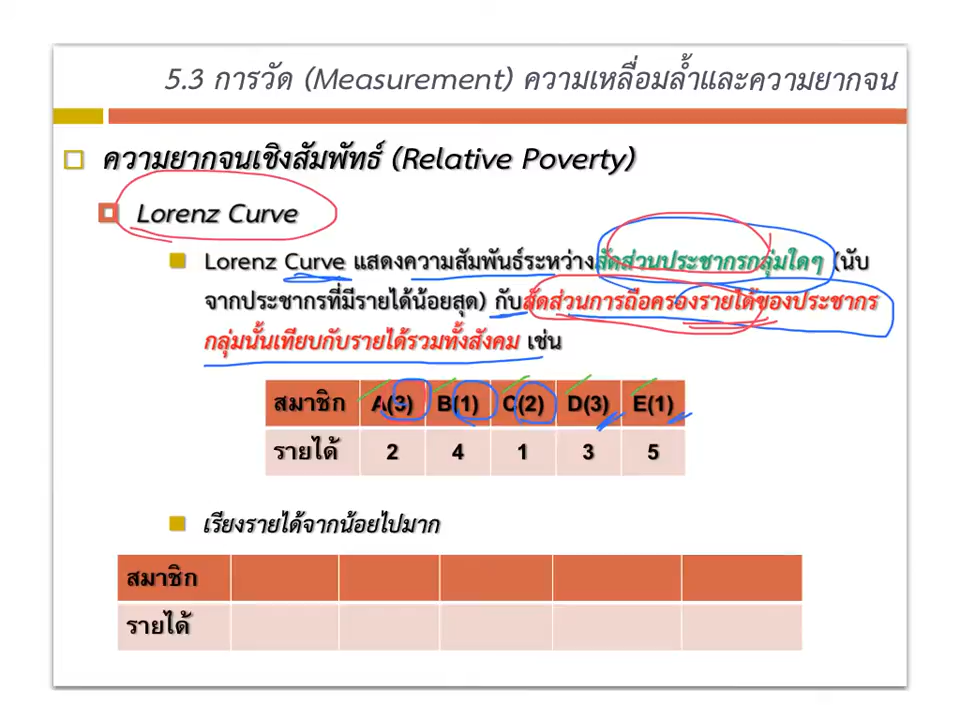 5.3 การวัด (Measurement) ความเหลื่อมล้ำและความยากจน
ความยากจนเชิงสัมพัทธ์ (Relative Poverty)
Lorenz Curve
Lorenz Curve แสดงความสัมพันธ์ระหว่างสัดส่วนประชากรกลุ่มใดๆ (นับ
จากประชากรที่มีรายได้น้อยสุด) กับสัดส่วนการถือครองรายได้ของประชากร
กลุ่มนั้นเทียบกับรายได้รวมทั้งสังคม เช่น
สมาชิก A(3) B(1) C(2) D(3) E(1)
รายได้ 2 4 1 3 5
เรียงรายได้จากน้อยไปมาก
สมาชิก
รายได้